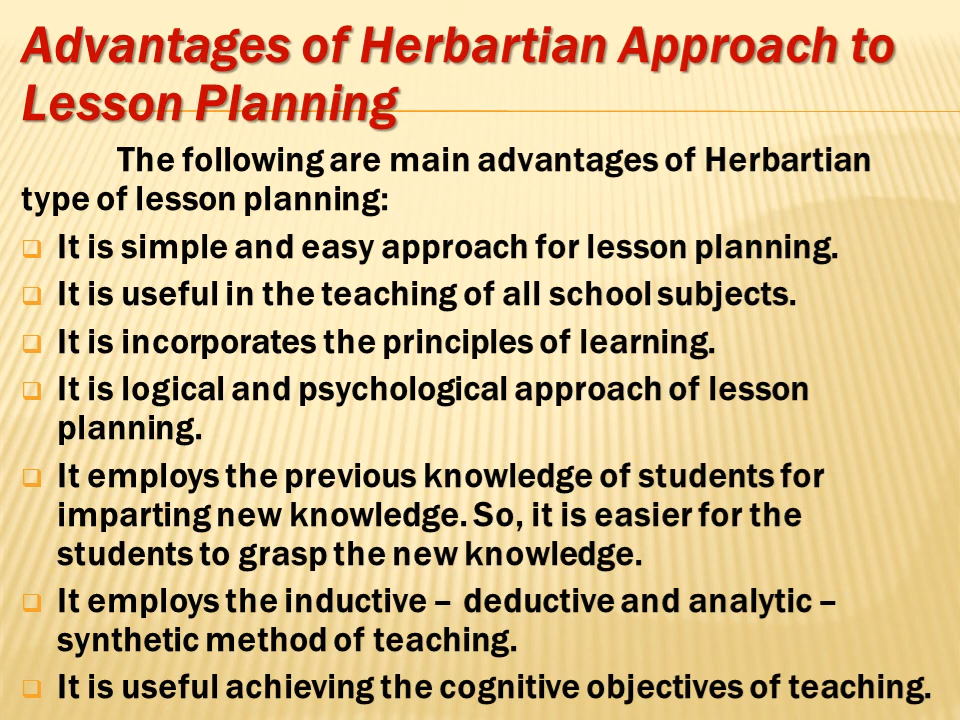 Advantages of Herbartian Approach to
Lesson Planning
The following are main advantages of Herbartian
type of lesson planning:
It is simple and easy approach for lesson planning.
It is useful in the teaching of all school subjects.
It is incorporates the principles of learning.
It is logical and psychological approach of lesson
planning.
It employs the previous knowledge of students for
imparting new knowledge. So, it is easier for the
students to grasp the new knowledge.
It employs the inductive – deductive and analytic –
synthetic method of teaching.
It is useful achieving the cognitive objectives of teaching.